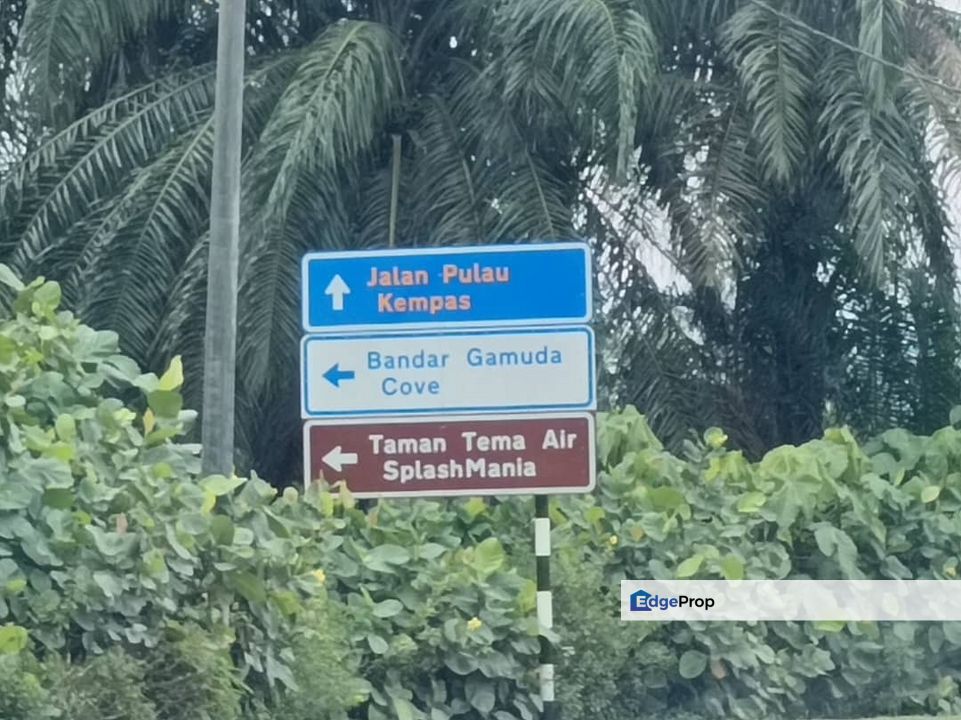 Jalan Pulau
Kempas
Bandar Gamuda
Cove
Taman Tema Air
SplashMania
EdgeProp